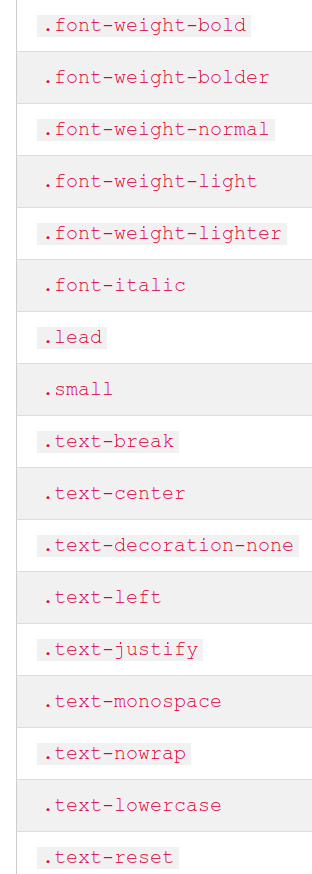 .font-weight-bold
.font-weight-bolder
.font-weight-normal
.font-weight-light
.font-weight-lighter
.font-italic
.lead
.small
.text-break
.text-center
.text-decoration-none
.text-left
.text-justify
.text-monospace
.text-nowrap
.text-lowercase
.text-reset